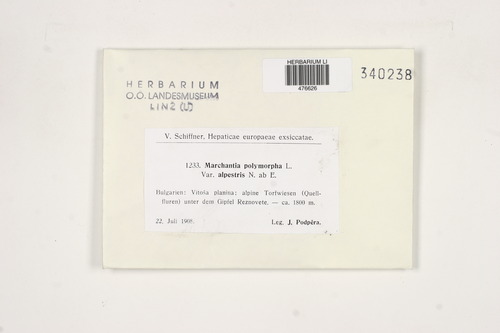 HERBARIUM LI
476626
340238
HERBARIUM
O.Ö. LANDESMUSEUM
LINZ (LI)
V. Schiffner, Hepaticae europaeae exsiccatae.
1233. Marchantia polymorpha L.
Var. alpestris N. ab E.
Bulgarien: Vitoša planina; alpine Torfwiesen (Quell-
fluren) unter dem Gipfel Reznovete. — ca. 1800 m.
22. Juli 1908.
Leg. J. Podpěra.